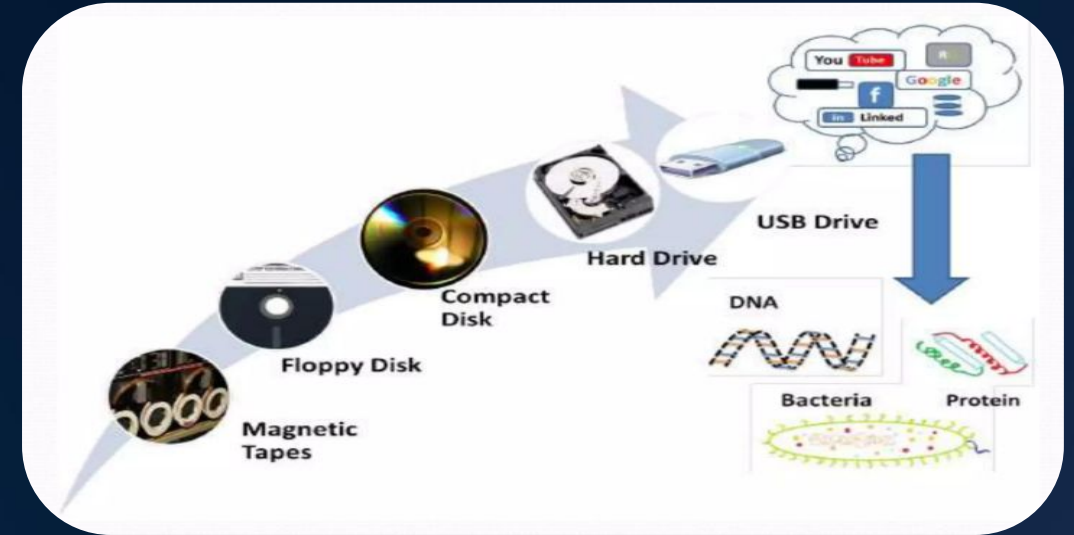 You Tube
Google
f
in Linked
USB Drive
Hard Drive
Compact
Disk
Floppy Disk
Magnetic
Tapes
DNA
Bacteria
Protein